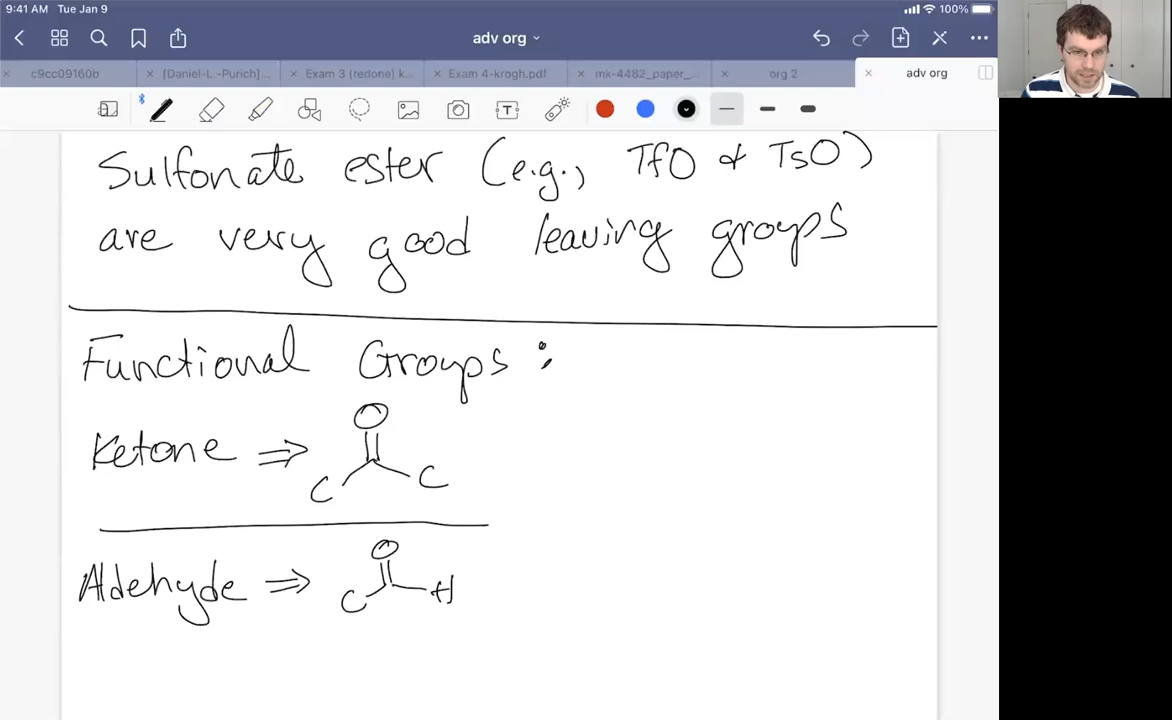 9:41 AM Tue Jan 9 100%
adv org
c9cc09160b [Daniel-L.-Purich]... Exam 3 (redone) k... Exam 4-krogh.pdf mk-4482_paper_... org 2 adv org
T
Sulfonate ester (e.g., TfO & TsO)
are very good leaving groups
Functional Groups:
Ketone ⇒ O
C C
Aldehyde ⇒ O
C H